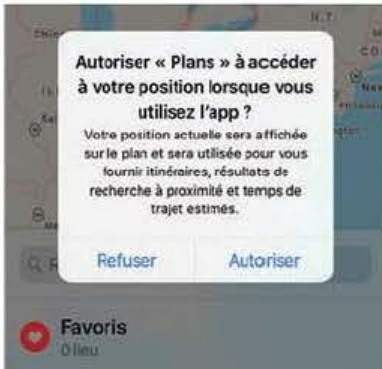 Autoriser « Plans » à accéder
à votre position lorsque vous
utilisez l'app ?
Votre position actuelle sera affichée
sur le plan et sera utilisée pour vous
fournir itinéraires, résultats de
recherche à proximité et temps de
trajet estimés.
Refuser
Autoriser
Favoris
0 lieu